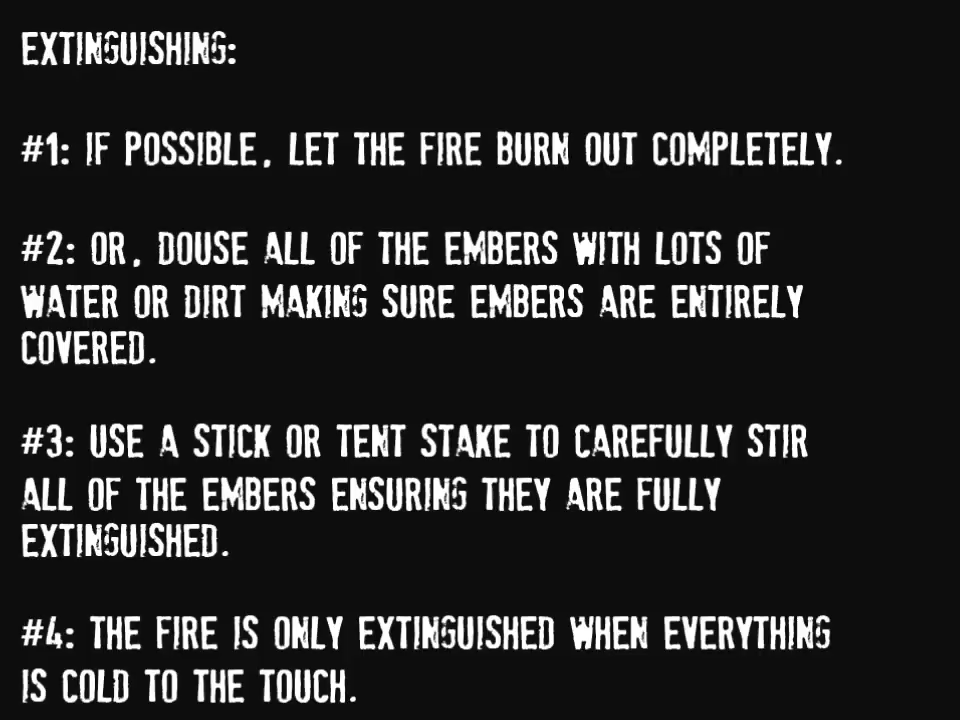 EXTINGUISHING:
#1: IF POSSIBLE, LET THE FIRE BURN OUT COMPLETELY.
#2: OR, DOUSE ALL OF THE EMBERS WITH LOTS OF
WATER OR DIRT MAKING SURE EMBERS ARE ENTIRELY
COVERED.
#3: USE A STICK OR TENT STAKE TO CAREFULLY STIR
ALL OF THE EMBERS ENSURING THEY ARE FULLY
EXTINGUISHED.
#4: THE FIRE IS ONLY EXTINGUISHED WHEN EVERYTHING
IS COLD TO THE TOUCH.